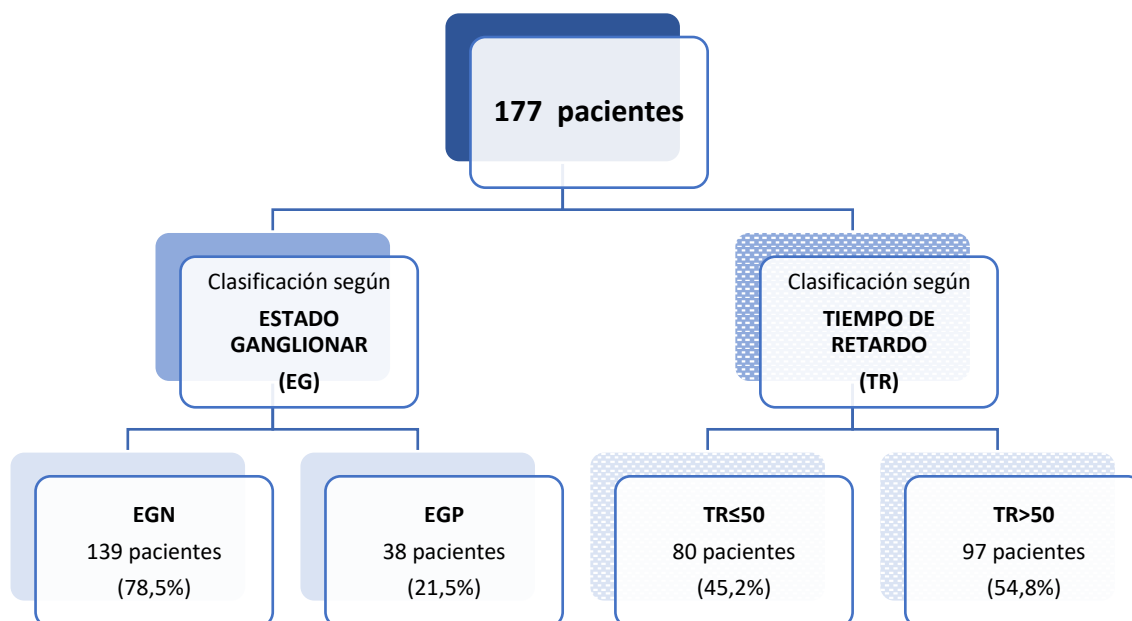 177 pacientes
Clasificación según
ESTADO
GANGLIONAR
(EG)
Clasificación según
TIEMPO DE
RETARDO
(TR)
EGN
139 pacientes
(78,5%)
EGP
38 pacientes
(21,5%)
TR≤50
80 pacientes
(45,2%)
TR>50
97 pacientes
(54,8%)